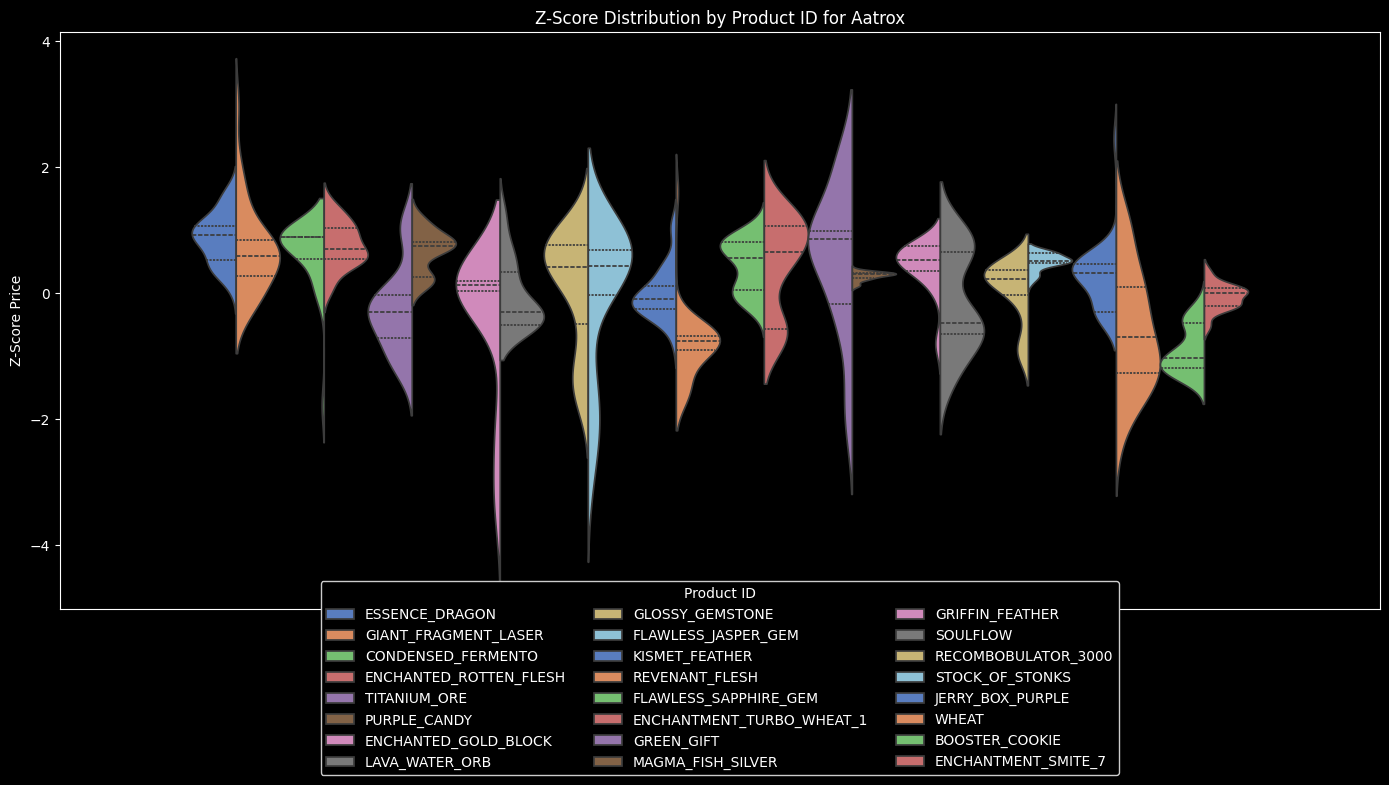 Z-Score Distribution by Product ID for Aatrox
4
2
0
−2
−4
Z-Score Price
Product ID
ESSENCE_DRAGON
GIANT_FRAGMENT_LASER
CONDENSED_FERMENTO
ENCHANTED_ROTTEN_FLESH
TITANIUM_ORE
PURPLE_CANDY
ENCHANTED_GOLD_BLOCK
LAVA_WATER_ORB
GLOSSY_GEMSTONE
FLAWLESS_JASPER_GEM
KISMET_FEATHER
REVENANT_FLESH
FLAWLESS_SAPPHIRE_GEM
ENCHANTMENT_TURBO_WHEAT_1
GREEN_GIFT
MAGMA_FISH_SILVER
GRIFFIN_FEATHER
SOULFLOW
RECOMBOBULATOR_3000
STOCK_OF_STONKS
JERRY_BOX_PURPLE
WHEAT
BOOSTER_COOKIE
ENCHANTMENT_SMITE_7